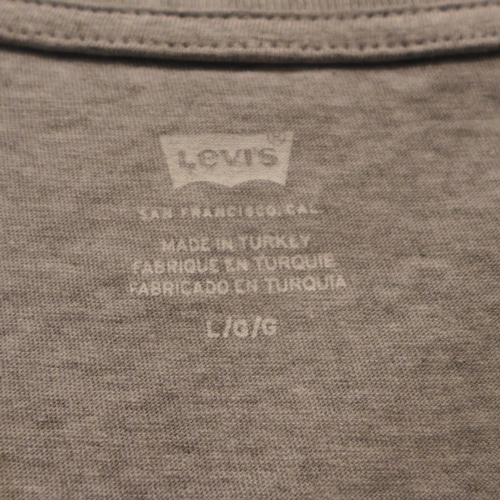 Levi's
SAN FRANCISCO, CAL.
MADE IN TURKEY
FABRIQUE EN TURQUIE
FABRICADO EN TURQUIA
L/G/G